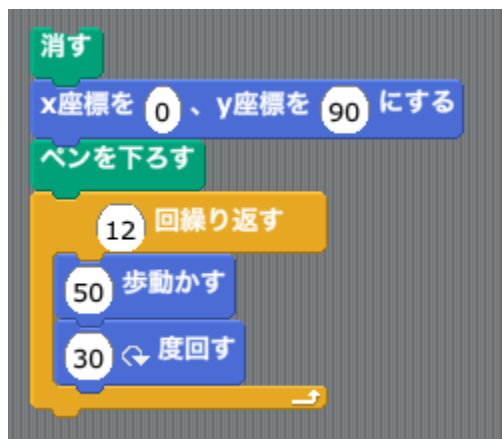 消す
x座標を 0 、y座標を 90 にする
ペンを下ろす
12 回繰り返す
50 歩動かす
30 度回す